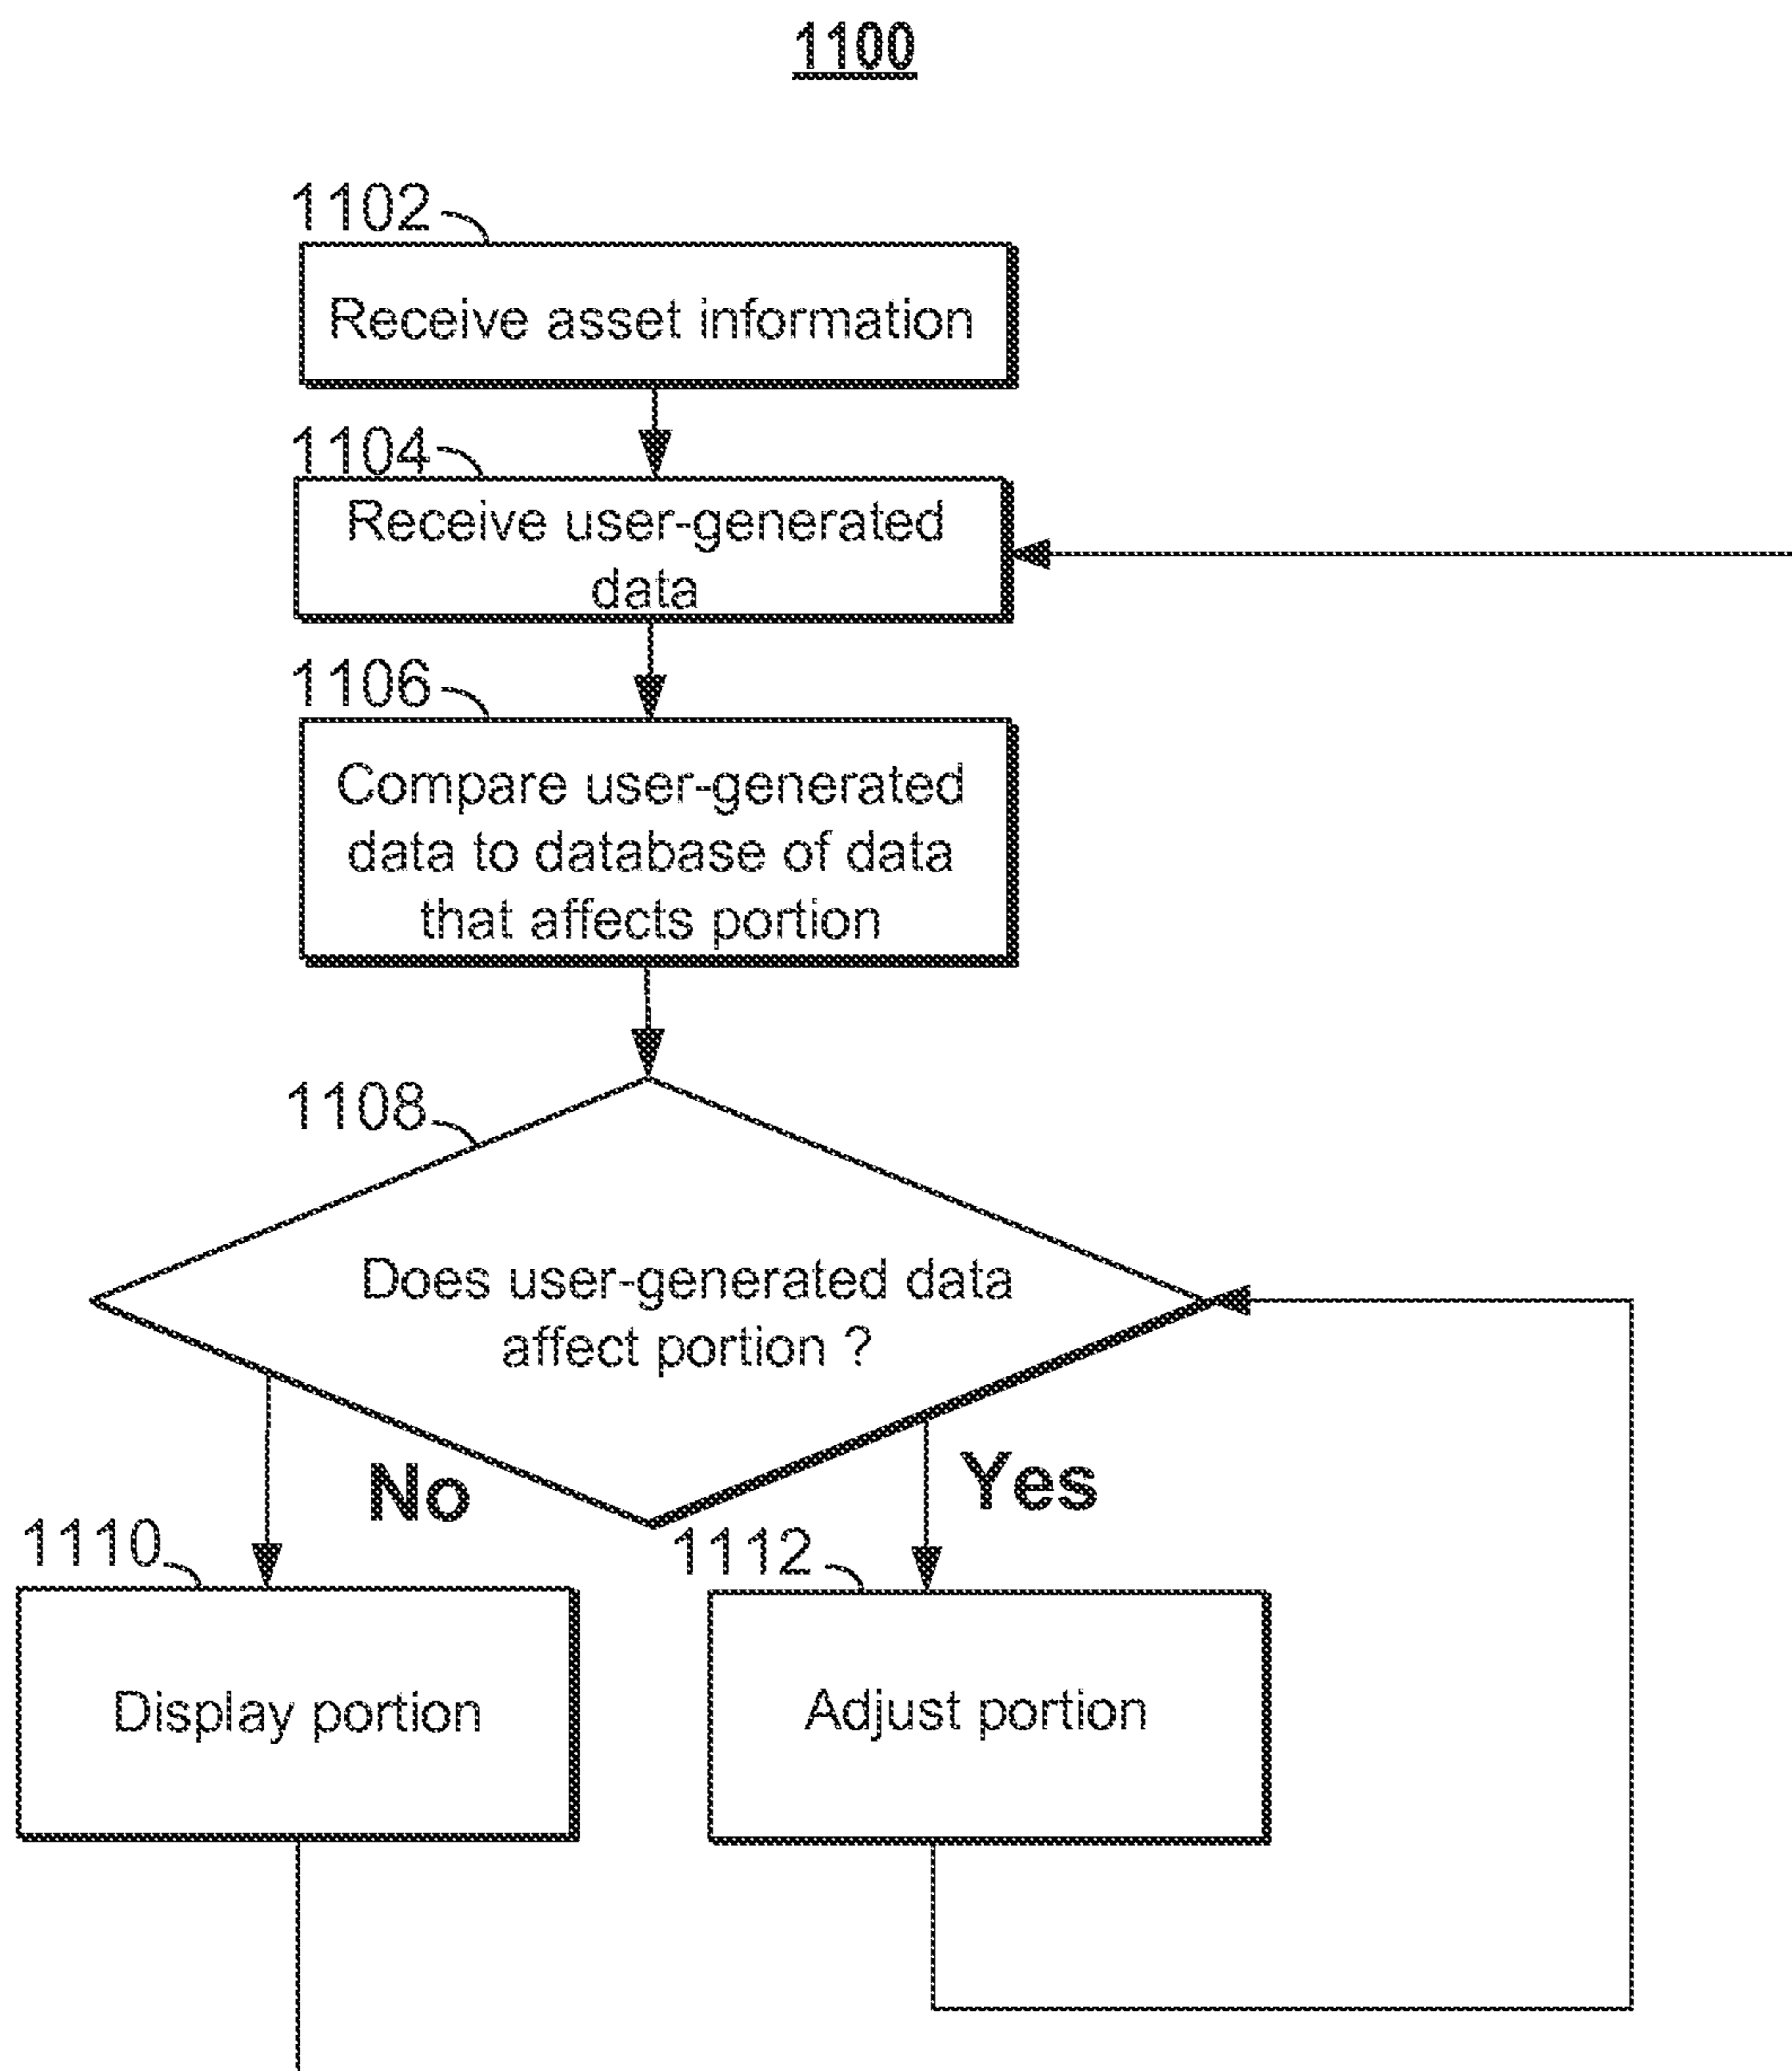 1100
1102
Receive asset information
1104
Receive user-generated
data
1106
Compare user-generated
data to database of data
that affects portion
1108
Does user-generated data
affect portion ?
No
Yes
1110
1112
Display portion
Adjust portion